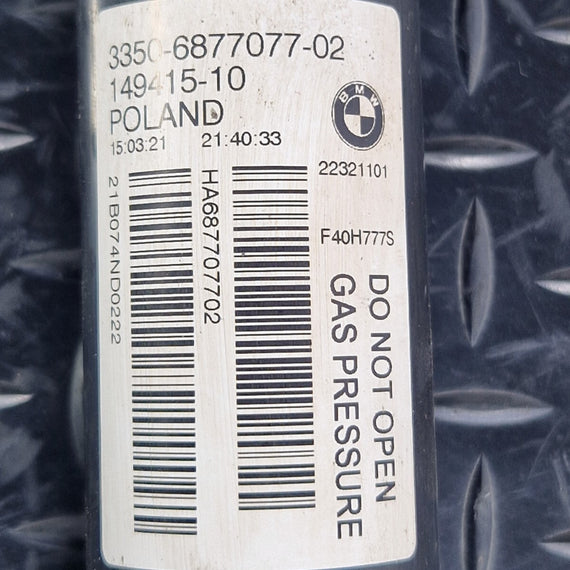 3350-6877077-02
149415-10
POLAND
15:03:21 21:40:33
BMW
22321101
21B074ND0222
HA687707702
F40H777S
DO NOT OPEN
GAS PRESSURE